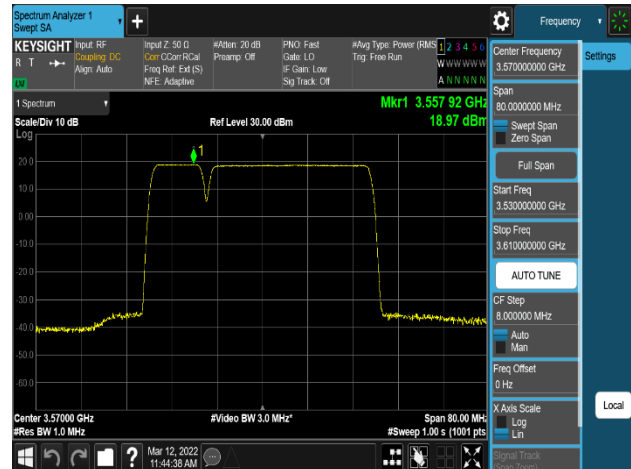 Spectrum Analyzer 1
Swept SA
Frequency
KEYSIGHT
R T
LW
Input: RF
Coupling: DC
Align: Auto
Input Z: 50 Ω
Corr CCorr RCal
Freq Ref: Ext (S)
NFE: Adaptive
#Atten: 20 dB
Preamp: Off
PNO: Fast
Gate: LO
IF Gain: Low
Sig Track: Off
#Avg Type: Power (RMS
Trig: Free Run
1 2 3 4 5 6
W W W W W W
A N N N N N
1 Spectrum
Scale/Div 10 dB
Log
Ref Level 30.00 dBm
Mkr1 3.557 92 GHz
18.97 dBm
1
20.0
10.0
0.00
-10.0
-20.0
-30.0
-40.0
-50.0
-60.0
Center 3.57000 GHz
#Res BW 1.0 MHz
#Video BW 3.0 MHz*
Span 80.00 MHz
#Sweep 1.00 s (1001 pts
?
Mar 12, 2022
11:44:38 AM
Settings
Center Frequency
3.570000000 GHz
Span
80.0000000 MHz
Swept Span
Zero Span
Full Span
Start Freq
3.530000000 GHz
Stop Freq
3.610000000 GHz
AUTO TUNE
CF Step
8.000000 MHz
Auto
Man
Freq Offset
0 Hz
X Axis Scale
Log
Lin
Signal Track
(Span Zoom)
Local